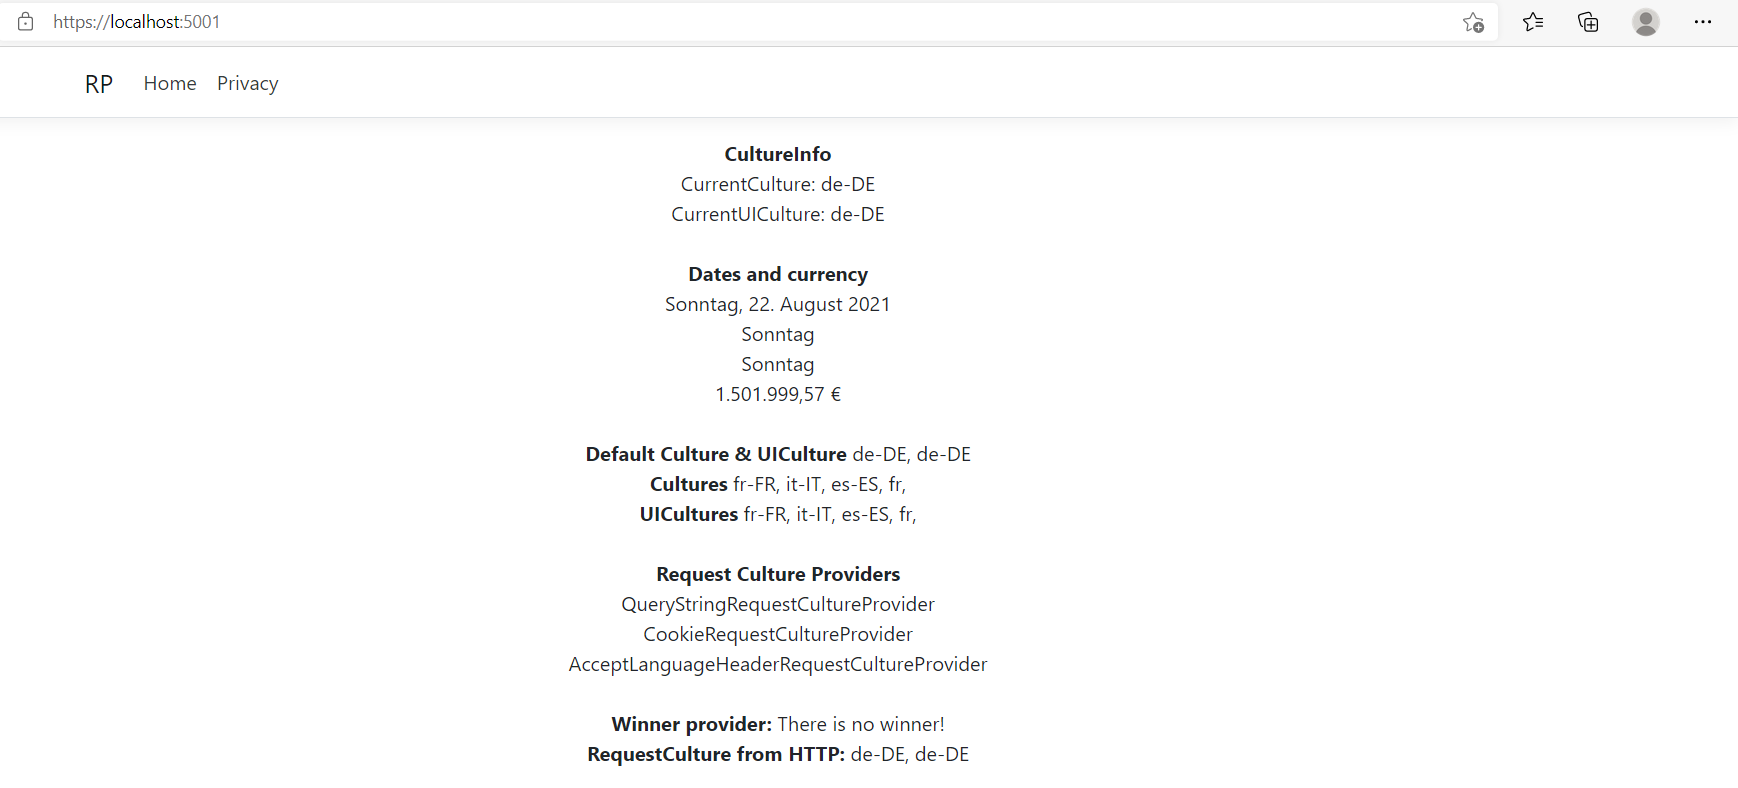 https://localhost:5001
RP Home Privacy
CultureInfo
CurrentCulture: de-DE
CurrentUICulture: de-DE
Dates and currency
Sonntag, 22. August 2021
Sonntag
Sonntag
1.501.999,57 €
Default Culture & UICulture de-DE, de-DE
Cultures fr-FR, it-IT, es-ES, fr,
UICultures fr-FR, it-IT, es-ES, fr,
Request Culture Providers
QueryStringRequestCultureProvider
CookieRequestCultureProvider
AcceptLanguageHeaderRequestCultureProvider
Winner provider: There is no winner!
RequestCulture from HTTP: de-DE, de-DE